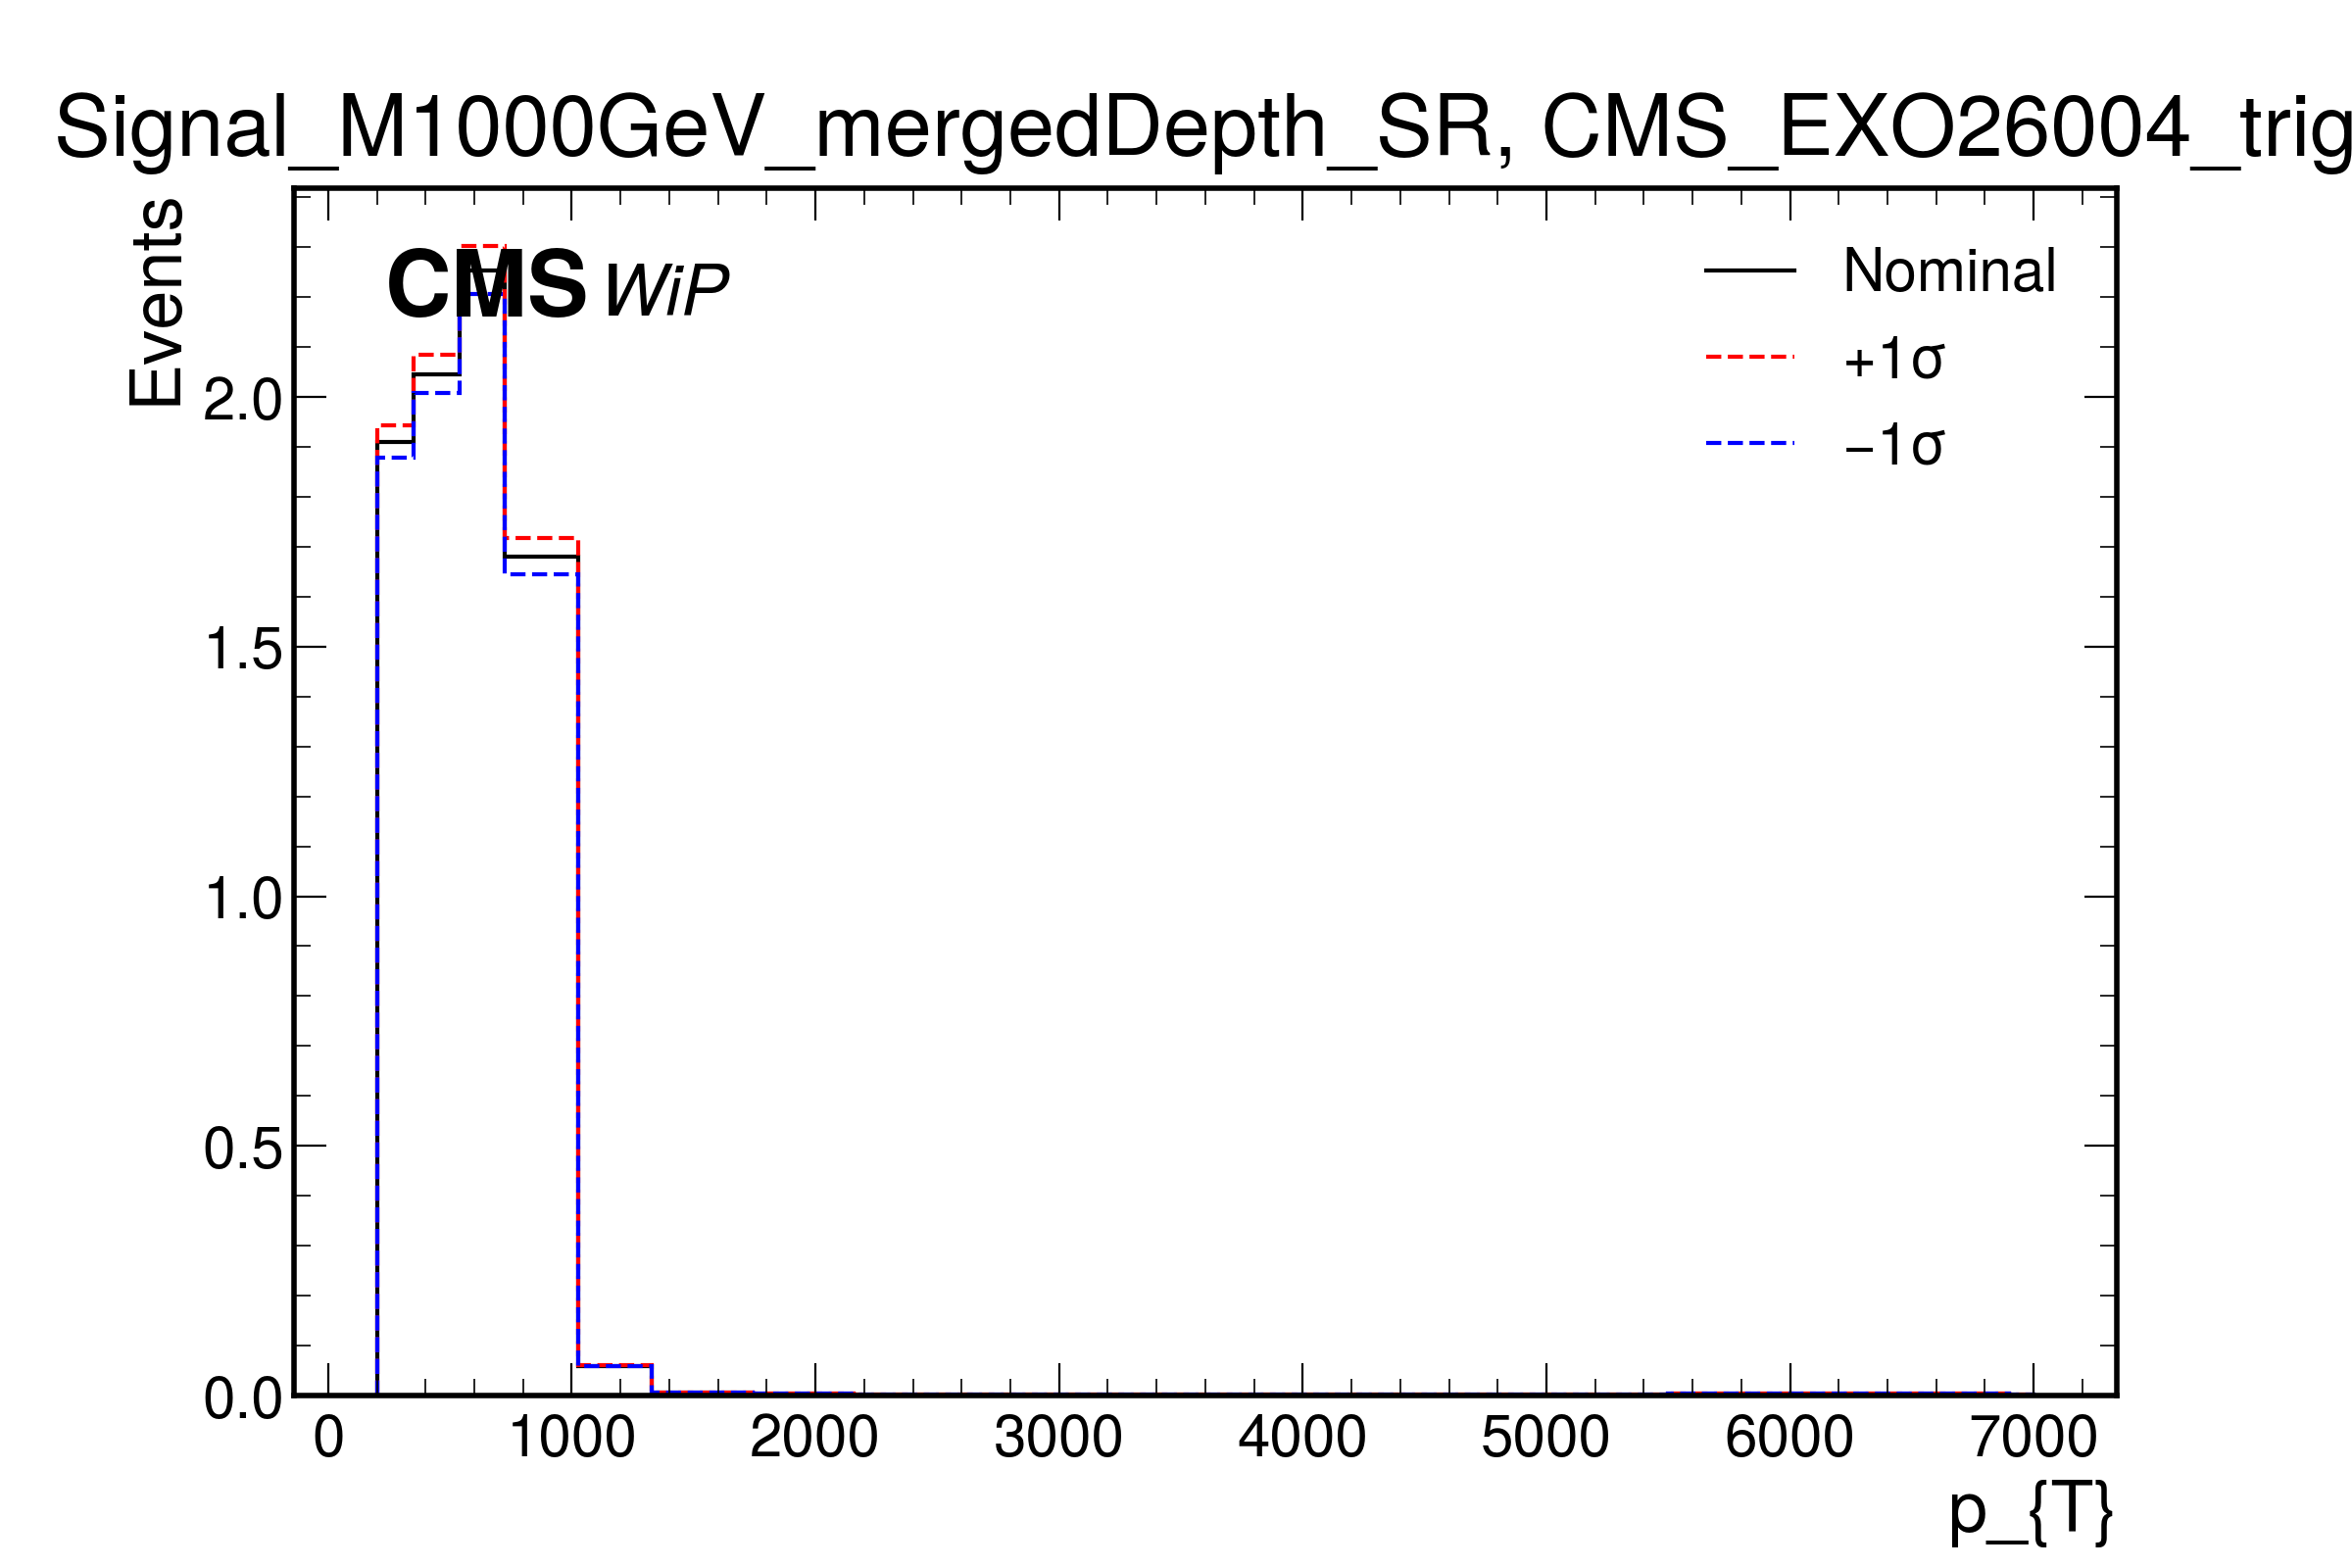 Signal_M1000GeV_mergedDepth_SR, CMS_EXO26004_trig
Events
CMS WiP
Nominal
+1σ
−1σ
2.0
1.5
1.0
0.5
0.0
0 1000 2000 3000 4000 5000 6000 7000
p_{T}